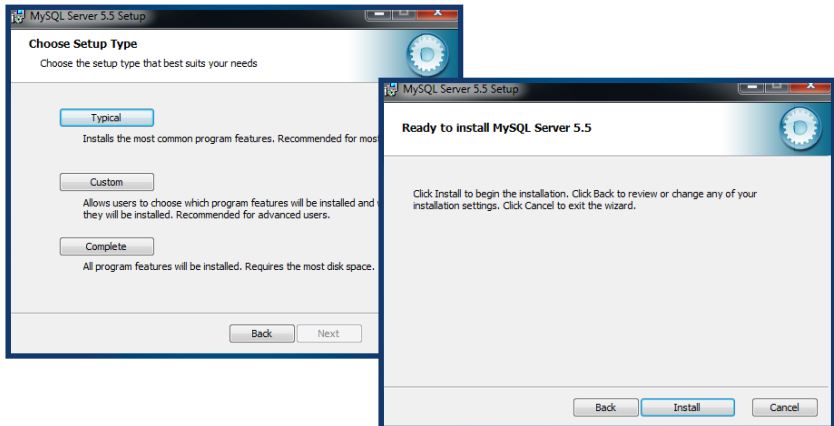 MySQL Server 5.5 Setup
Choose Setup Type
Choose the setup type that best suits your needs
Typical
Installs the most common program features. Recommended for most
Custom
Allows users to choose which program features will be installed and
they will be installed. Recommended for advanced users.
Complete
All program features will be installed. Requires the most disk space.
Back
Next
MySQL Server 5.5 Setup
Ready to install MySQL Server 5.5
Click Install to begin the installation. Click Back to review or change any of your
installation settings. Click Cancel to exit the wizard.
Back
Install
Cancel